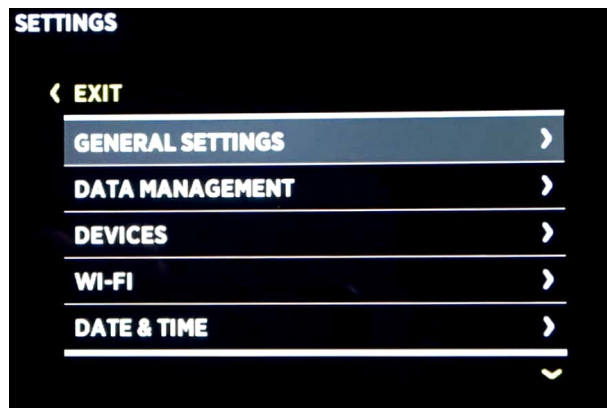 SETTINGS
EXIT
GENERAL SETTINGS
DATA MANAGEMENT
DEVICES
WI-FI
DATE & TIME